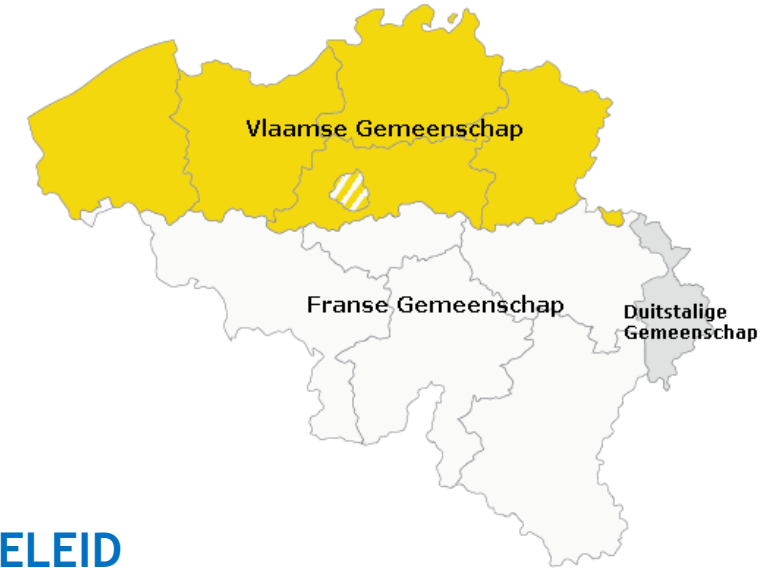 Vlaamse Gemeenschap
Franse Gemeenschap
Duitstalige
Gemeenschap
ELEID